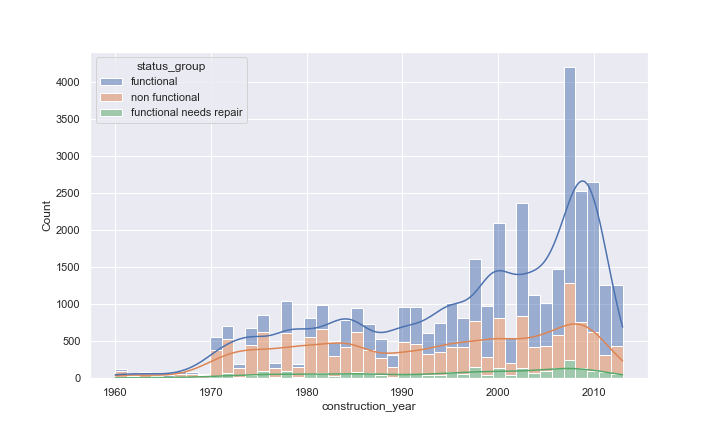 status_group
functional
non functional
functional needs repair
4000
3500
3000
2500
2000
1500
1000
500
0
Count
1960
1970
1980
1990
2000
2010
construction_year